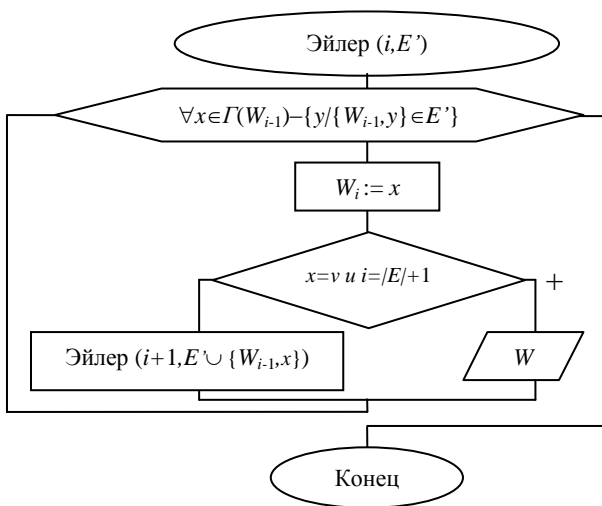 Эйлер (i,E’)
∀x∈Γ(W_{i-1})–{y/{W_{i-1},y}∈E’}
W_i := x
x=v и i=/E/+1
+
Эйлер (i+1,E’∪ {W_{i-1},x})
W
Конец